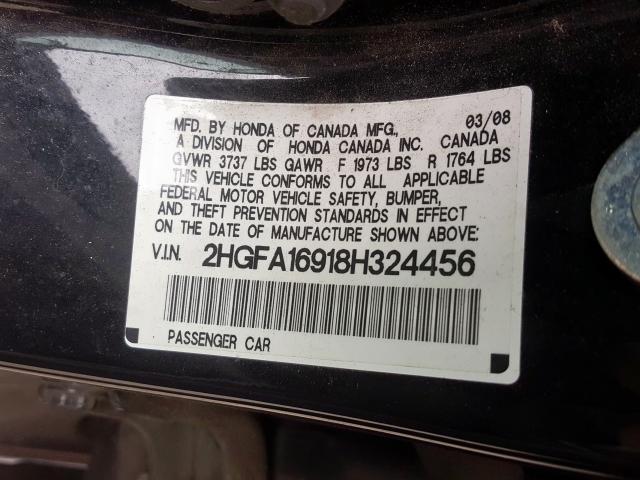 MFD. BY HONDA OF CANADA MFG., 03/08
A DIVISION OF HONDA CANADA INC. CANADA
GVWR 3737 LBS GAWR F 1973 LBS R 1764 LBS
THIS VEHICLE CONFORMS TO ALL APPLICABLE
FEDERAL MOTOR VEHICLE SAFETY, BUMPER,
AND THEFT PREVENTION STANDARDS IN EFFECT
ON THE DATE OF MANUFACTURE SHOWN ABOVE:
V.I.N. 2HGFA16918H324456
PASSENGER CAR